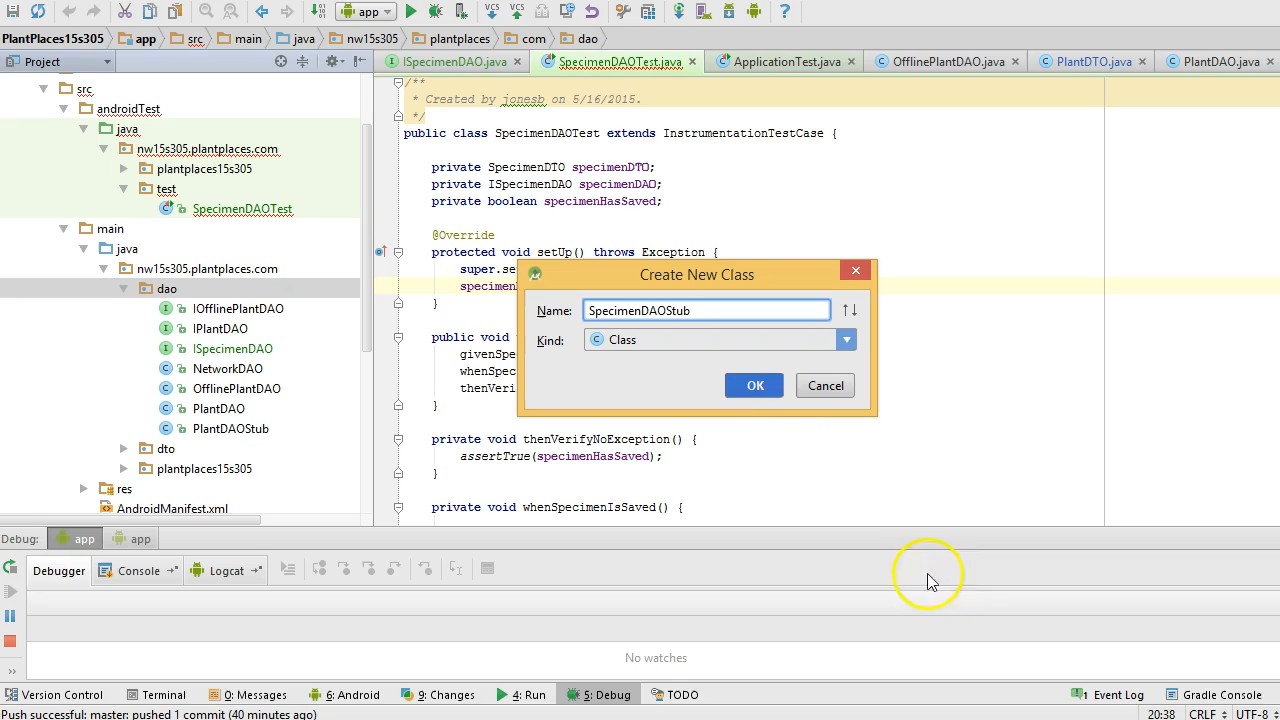 app
PlantPlaces15s305
app
src
main
java
nw15s305
plantplaces
com
dao
Project
ISpecimenDAO.java
SpecimenDAOTest.java
ApplicationTest.java
OfflinePlantDAO.java
PlantDTO.java
PlantDAO.java
src
androidTest
java
nw15s305.plantplaces.com
plantplaces15s305
test
SpecimenDAOTest
main
java
nw15s305.plantplaces.com
dao
IOfflinePlantDAO
IPlantDAO
ISpecimenDAO
NetworkDAO
OfflinePlantDAO
PlantDAO
PlantDAOStub
dto
plantplaces15s305
res
AndroidManifest.xml
/**
* Created by jonesb on 5/16/2015.
*/
public class SpecimenDAOTest extends InstrumentationTestCase {
private SpecimenDTO specimenDTO;
private ISpecimenDAO specimenDAO;
private boolean specimenHasSaved;
@Override
protected void setUp() throws Exception {
super.se
specimen
}
public void
givenSpe
whenSpec
thenVeri
}
private void thenVerifyNoException() {
assertTrue(specimenHasSaved);
}
private void whenSpecimenIsSaved() {
Create New Class
Name: SpecimenDAOStub
Kind: Class
OK
Cancel
Debug: app app
Debugger Console Logcat
No watches
Version Control Terminal 0: Messages 6: Android 9: Changes 4: Run 5: Debug TODO 1 Event Log Gradle Console
Push successful: master: pushed 1 commit (40 minutes ago) 20:38 CRLF UTF-8